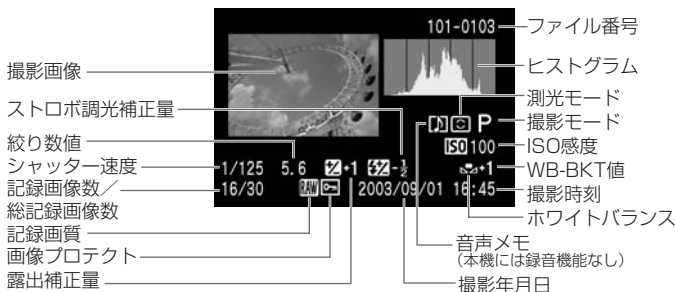 101-0103
ファイル番号
撮影画像
ヒストグラム
ストロボ調光補正量
測光モード
P
撮影モード
絞り数値
ISO 100
ISO感度
シャッター速度
1/125 5.6 +1 -½ +1
WB-BKT値
記録画像数／
総記録画像数
16/30 RAW 2003/09/01 16:45
撮影時刻
ホワイトバランス
記録画質
画像プロテクト
音声メモ
(本機には録音機能なし)
露出補正量
撮影年月日